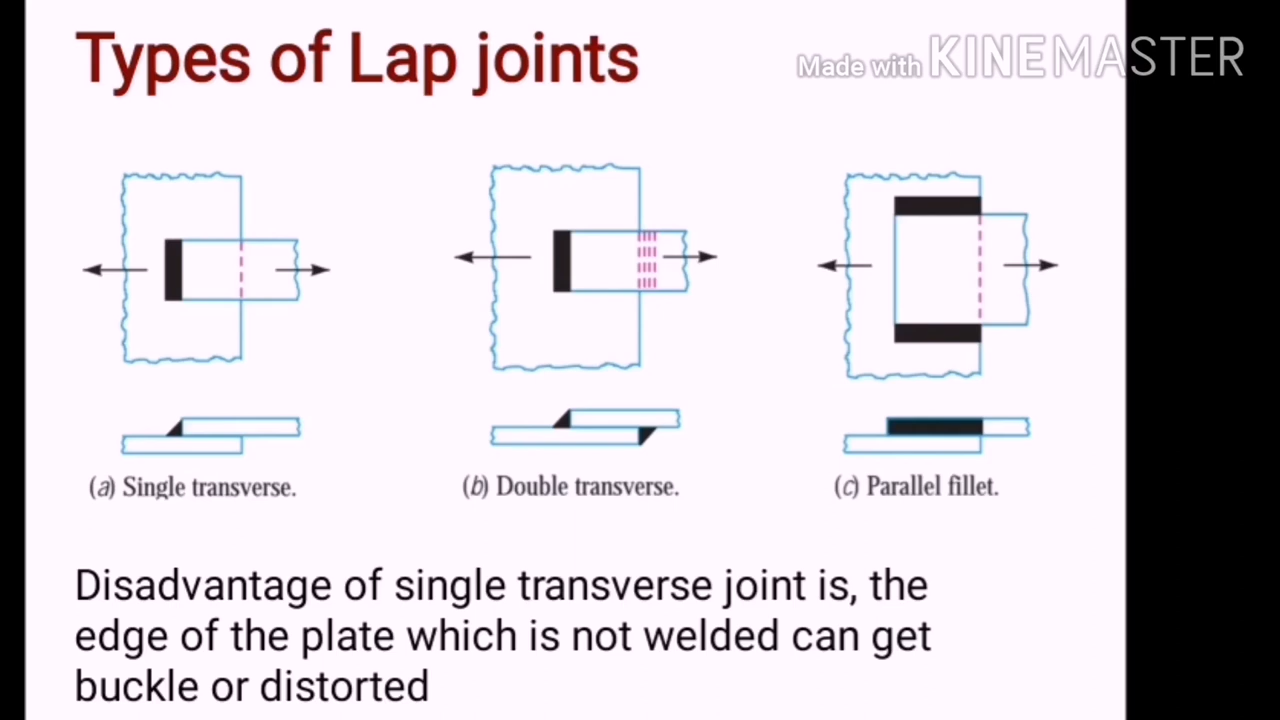 Types of Lap joints
Made with KINEMASTER
(a) Single transverse.
(b) Double transverse.
(c) Parallel fillet.
Disadvantage of single transverse joint is, the
edge of the plate which is not welded can get
buckle or distorted